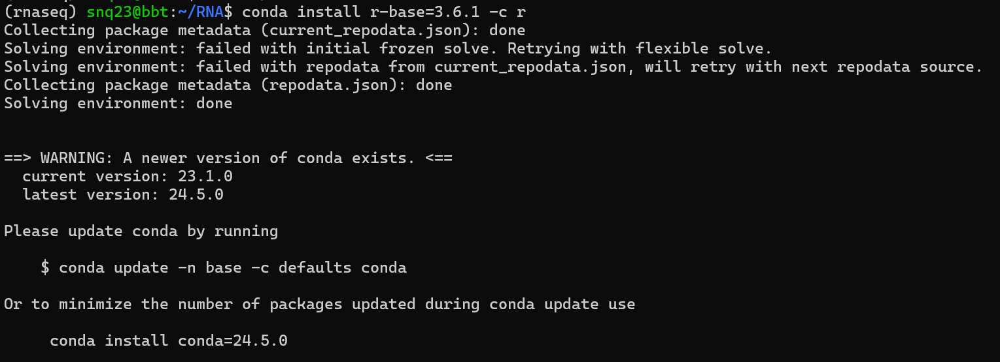 (rnaseq) snq23@bbt:~/RNA$ conda install r-base=3.6.1 -c r
Collecting package metadata (current_repodata.json): done
Solving environment: failed with initial frozen solve. Retrying with flexible solve.
Solving environment: failed with repodata from current_repodata.json, will retry with next repodata source.
Collecting package metadata (repodata.json): done
Solving environment: done
==> WARNING: A newer version of conda exists. <==
  current version: 23.1.0
  latest version: 24.5.0
Please update conda by running
    $ conda update -n base -c defaults conda
Or to minimize the number of packages updated during conda update use
     conda install conda=24.5.0